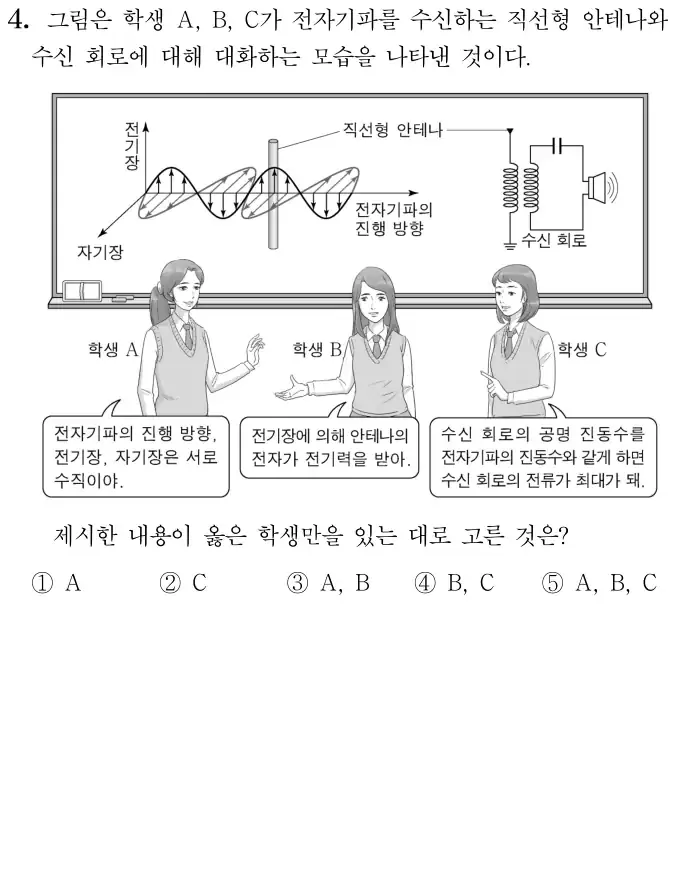 4. 그림은 학생 A, B, C가 전자기파를 수신하는 직선형 안테나와
수신 회로에 대해 대화하는 모습을 나타낸 것이다.
전기장
직선형 안테나
전자기파의
진행 방향
자기장
수신 회로
학생 A
학생 B
학생 C
전자기파의 진행 방향,
전기장, 자기장은 서로
수직이야.
전기장에 의해 안테나의
전자가 전기력을 받아.
수신 회로의 공명 진동수를
전자기파의 진동수와 같게 하면
수신 회로의 전류가 최대가 돼.
제시한 내용이 옳은 학생만을 있는 대로 고른 것은?
① A ② C ③ A, B ④ B, C ⑤ A, B, C